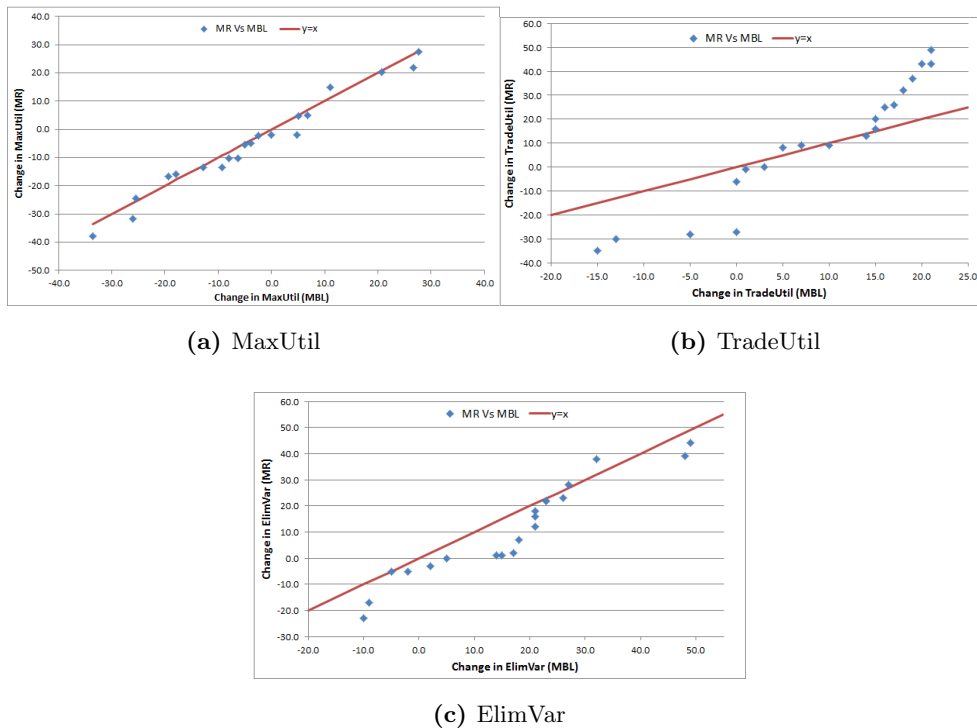 40.0
30.0
20.0
10.0
0.0
-10.0
-20.0
-30.0
-40.0
-50.0
Change in MaxUtil (MR)
MR Vs MBL y=x
-40.0 -30.0 -20.0 -10.0 0.0 10.0 20.0 30.0 40.0
Change in MaxUtil (MBL)
(a) MaxUtil
60.0
50.0
40.0
30.0
20.0
10.0
0.0
-10.0
-20.0
-30.0
-40.0
Change in TradeUtil (MR)
MR Vs MBL y=x
-20.0 -15.0 -10.0 -5.0 0.0 5.0 10.0 15.0 20.0 25.0
Change in TradeUtil (MBL)
(b) TradeUtil
60.0
50.0
40.0
30.0
20.0
10.0
0.0
-10.0
-20.0
-30.0
Change in ElimVar (MR)
MR Vs MBL y=x
-20.0 -10.0 0.0 10.0 20.0 30.0 40.0 50.0
Change in ElimVar (MBL)
(c) ElimVar